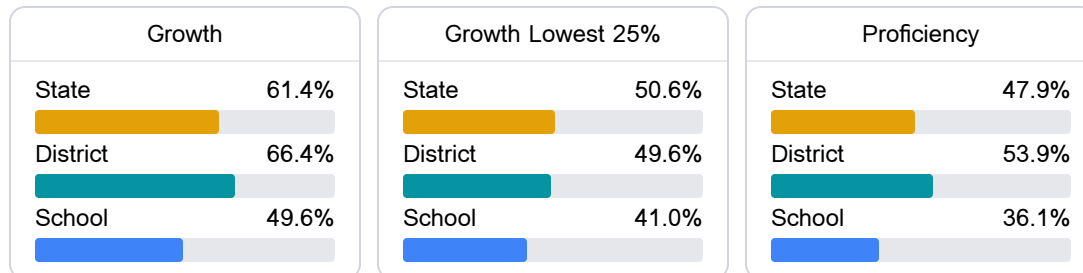 Growth
State 61.4%
District 66.4%
School 49.6%
Growth Lowest 25%
State 50.6%
District 49.6%
School 41.0%
Proficiency
State 47.9%
District 53.9%
School 36.1%